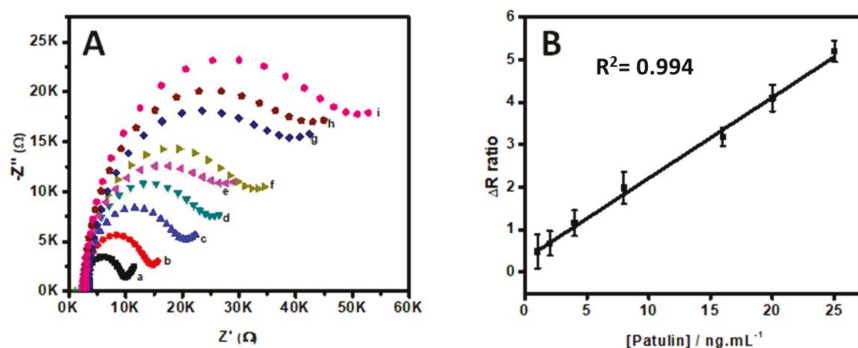 A
25K
20K
15K
10K
5K
0K
-Z'' (Ω)
a
b
c
d
e
f
g
h
i
0K 10K 20K 30K 40K 50K 60K
Z' (Ω)
B
R²= 0.994
6
5
4
3
2
1
0
ΔR ratio
0 5 10 15 20 25
[Patulin] / ng.mL⁻¹